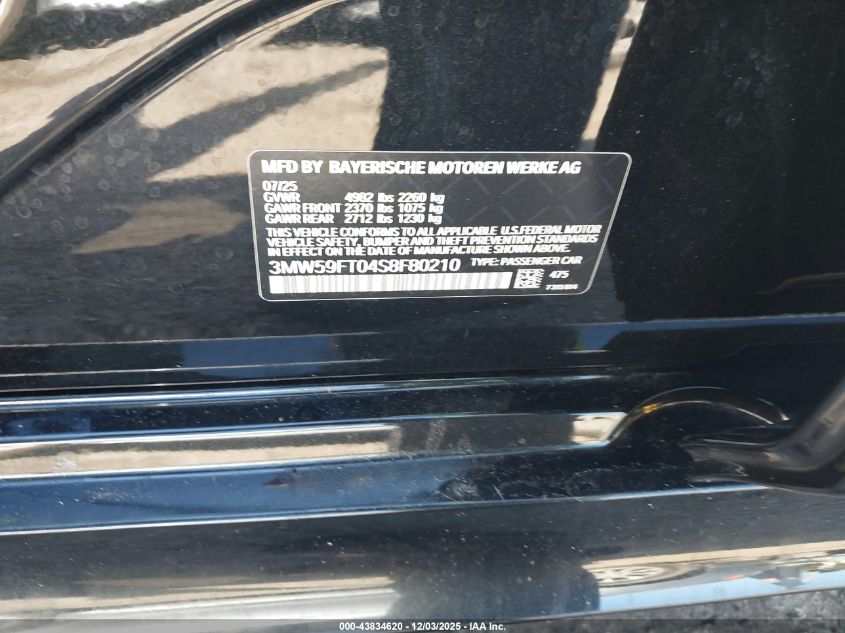 MFD BY BAYERISCHE MOTOREN WERKE AG
07/25
GVWR 4982 lbs 2260 kg
GAWR FRONT 2370 lbs 1075 kg
GAWR REAR 2712 lbs 1230 kg
THIS VEHICLE CONFORMS TO ALL APPLICABLE U.S.FEDERAL MOTOR
VEHICLE SAFETY, BUMPER AND THEFT PREVENTION STANDARDS
IN EFFECT ON THE DATE OF MANUFACTURE SHOWN ABOVE.
3MW59FT04S8F80210 TYPE: PASSENGER CAR
475
000-43834620 - 12/03/2025 - IAA Inc.